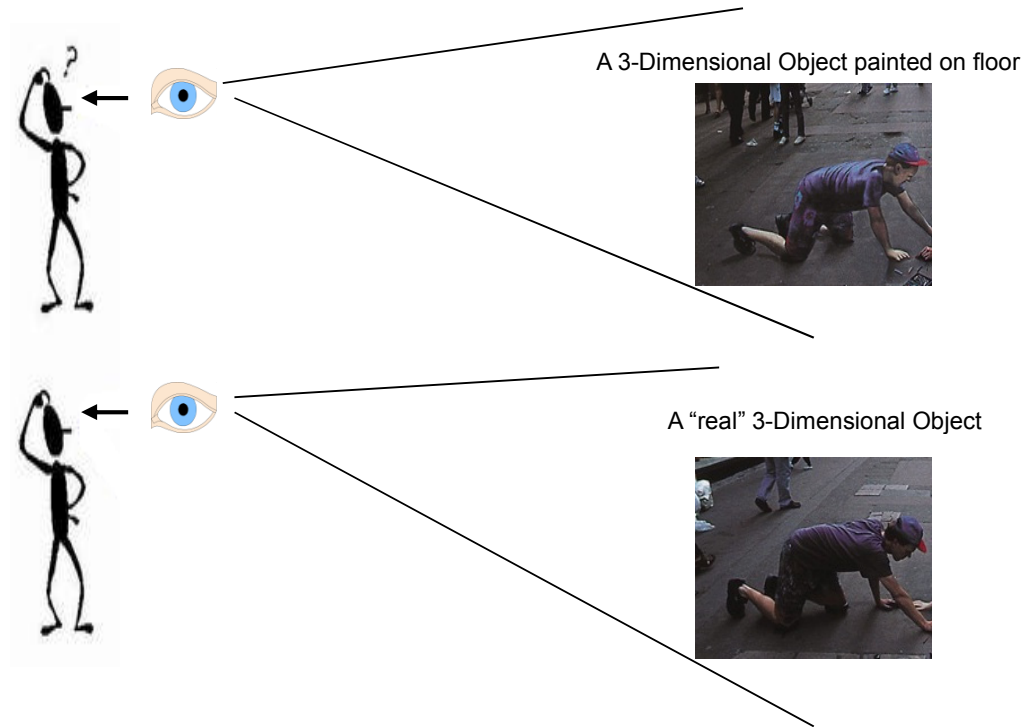 ?
A 3-Dimensional Object painted on floor
A “real” 3-Dimensional Object